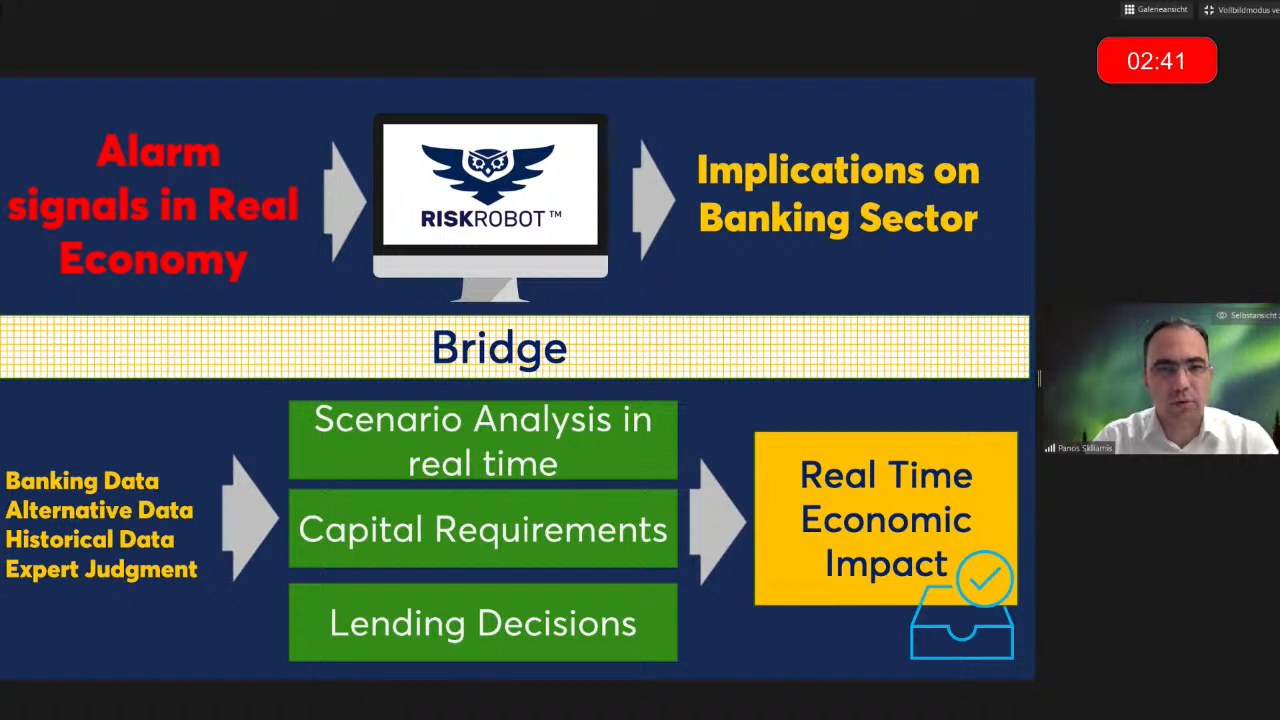 Galerieansicht
Vollbildmodus ve
02:41
Alarm
signals in Real
Economy
RISKROBOT™
Implications on
Banking Sector
Bridge
Banking Data
Alternative Data
Historical Data
Expert Judgment
Scenario Analysis in
real time
Capital Requirements
Lending Decisions
Real Time
Economic
Impact
Selbstansicht
Panos Skliamis